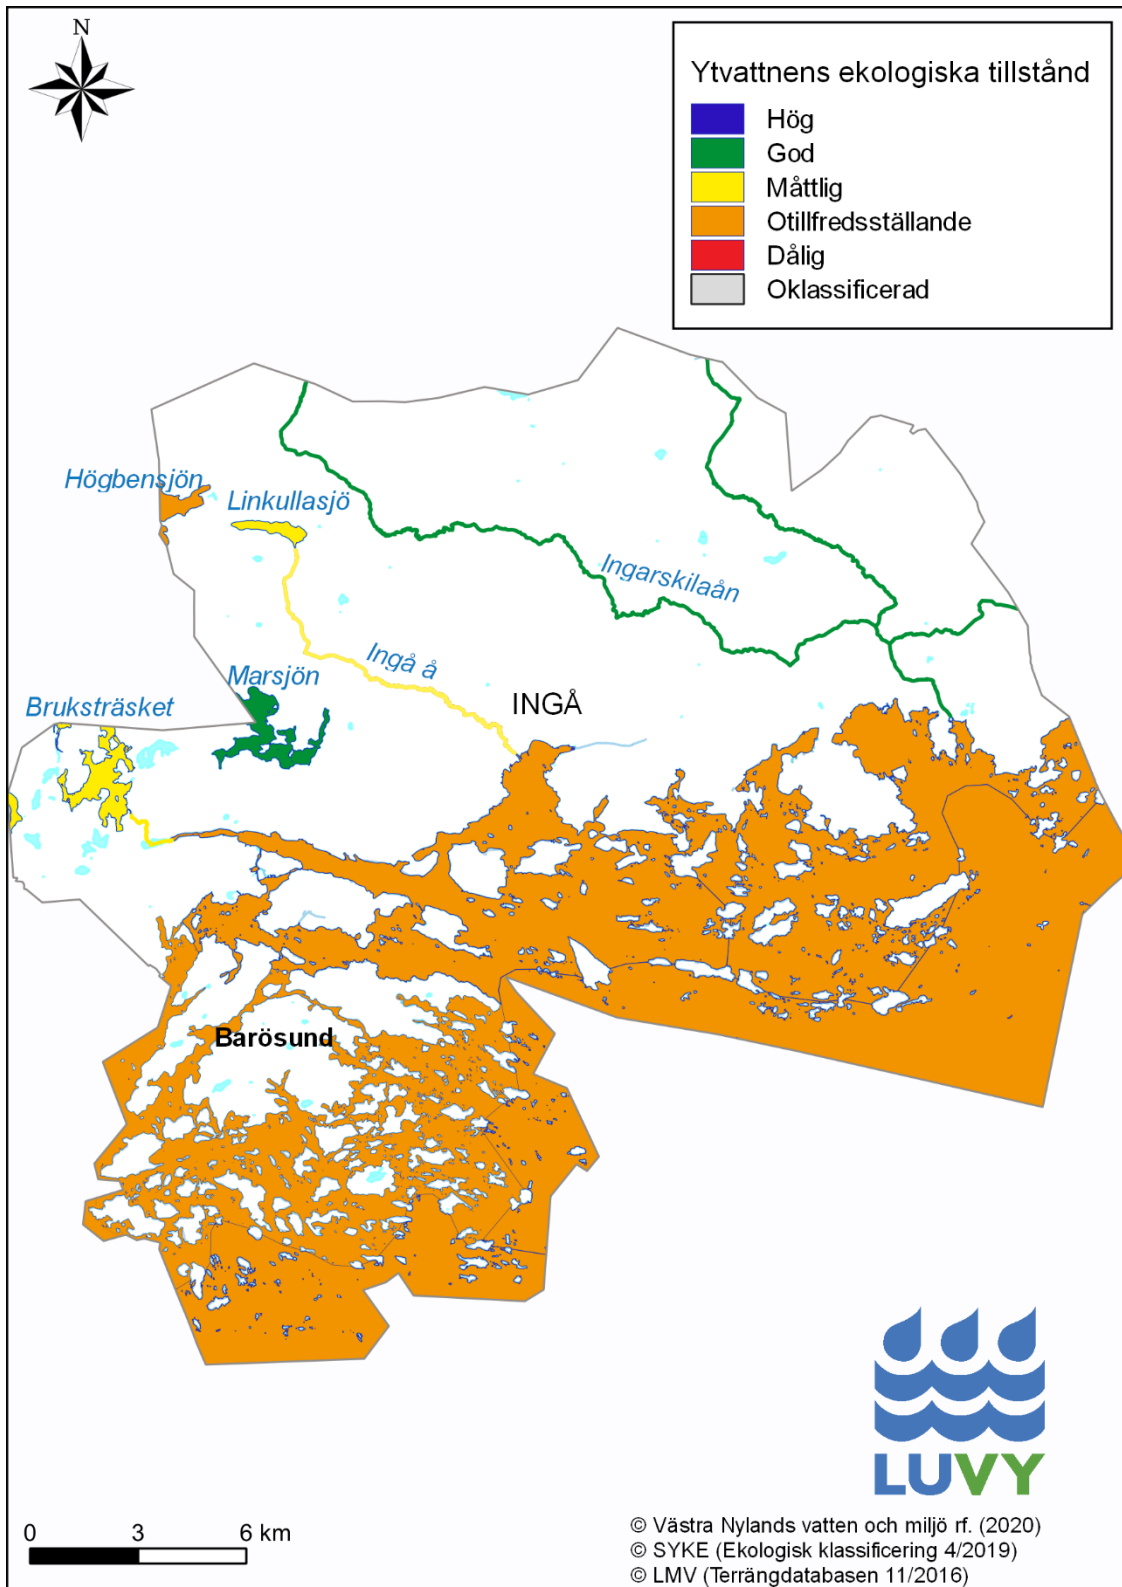 N
Ytvattnens ekologiska tillstånd
Hög
God
Måttlig
Otillfredsställande
Dålig
Oklassificerad
Högbensjön
Linkullasjö
Ingarskilaån
Ingå å
Marsjön
INGÅ
Bruksträsket
Barösund
LUVY
0 3 6 km
© Västra Nylands vatten och miljö rf. (2020)
© SYKE (Ekologisk klassificering 4/2019)
© LMV (Terrängdatabasen 11/2016)